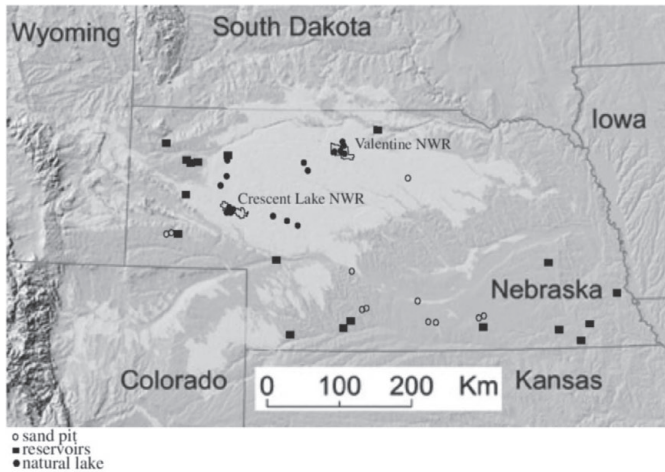 Wyoming
South Dakota
Iowa
Valentine NWR
Crescent Lake NWR
Nebraska
Colorado
0 100 200 Km
Kansas
sand pit
reservoirs
natural lake